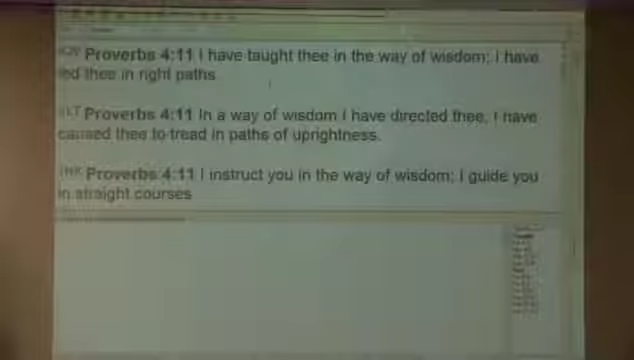 KJV Proverbs 4:11 I have taught thee in the way of wisdom; I have
led thee in right paths
YLT Proverbs 4:11 In a way of wisdom I have directed thee, I have
caused thee to tread in paths of uprightness.
Proverbs 4:11 I instruct you in the way of wisdom; I guide you
in straight courses